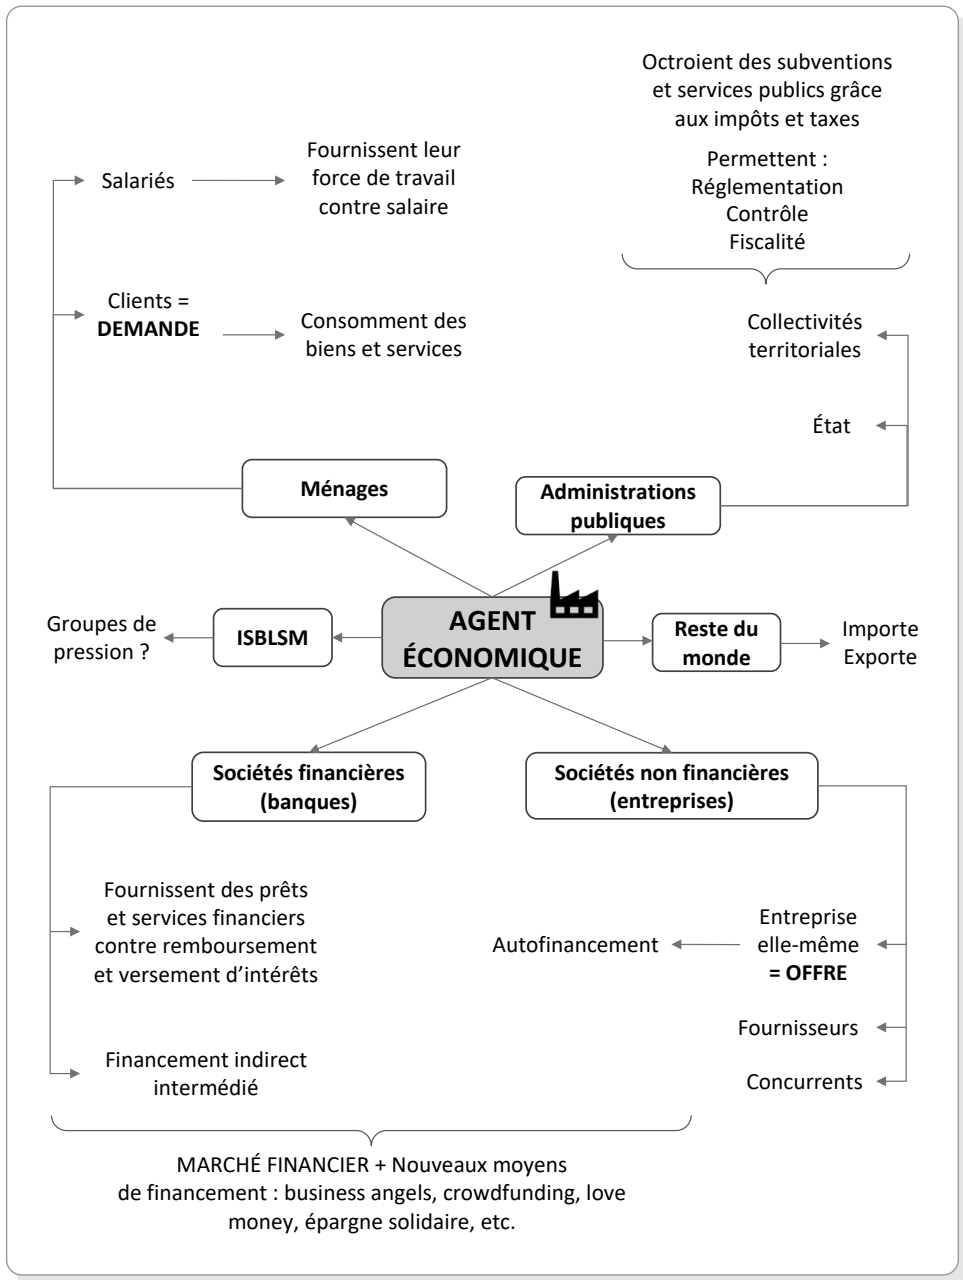 Octroient des subventions
et services publics grâce
aux impôts et taxes
Permettent :
Réglementation
Contrôle
Fiscalité
Salariés
Fournissent leur
force de travail
contre salaire
Clients =
DEMANDE
Consomment des
biens et services
Collectivités
territoriales
État
Ménages
Administrations
publiques
Groupes de
pression ?
ISBLSM
AGENT
ÉCONOMIQUE
Reste du
monde
Importe
Exporte
Sociétés financières
(banques)
Sociétés non financières
(entreprises)
Fournissent des prêts
et services financiers
contre remboursement
et versement d’intérêts
Autofinancement
Entreprise
elle-même
= OFFRE
Fournisseurs
Concurrents
Financement indirect
intermédié
MARCHÉ FINANCIER + Nouveaux moyens
de financement : business angels, crowdfunding, love
money, épargne solidaire, etc.